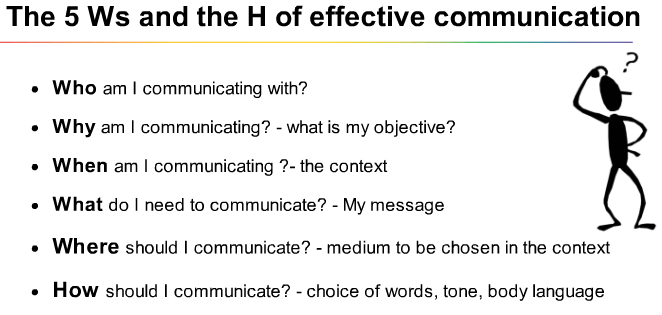 The 5 Ws and the H of effective communication
?
• Who am I communicating with?
• Why am I communicating? - what is my objective?
• When am I communicating ?- the context
• What do I need to communicate? - My message
• Where should I communicate? - medium to be chosen in the context
• How should I communicate? - choice of words, tone, body language